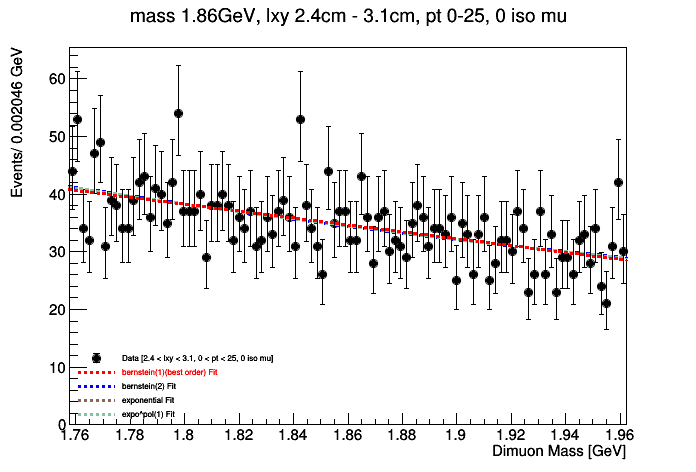 mass 1.86GeV, lxy 2.4cm - 3.1cm, pt 0-25, 0 iso mu
Events/ 0.002046 GeV
60
50
40
30
20
10
0
Data [2.4 < lxy < 3.1, 0 < pt < 25, 0 iso mu]
bernstein(1)(best order) Fit
bernstein(2) Fit
exponential Fit
expo*pol(1) Fit
1.76 1.78 1.8 1.82 1.84 1.86 1.88 1.9 1.92 1.94 1.96
Dimuon Mass [GeV]